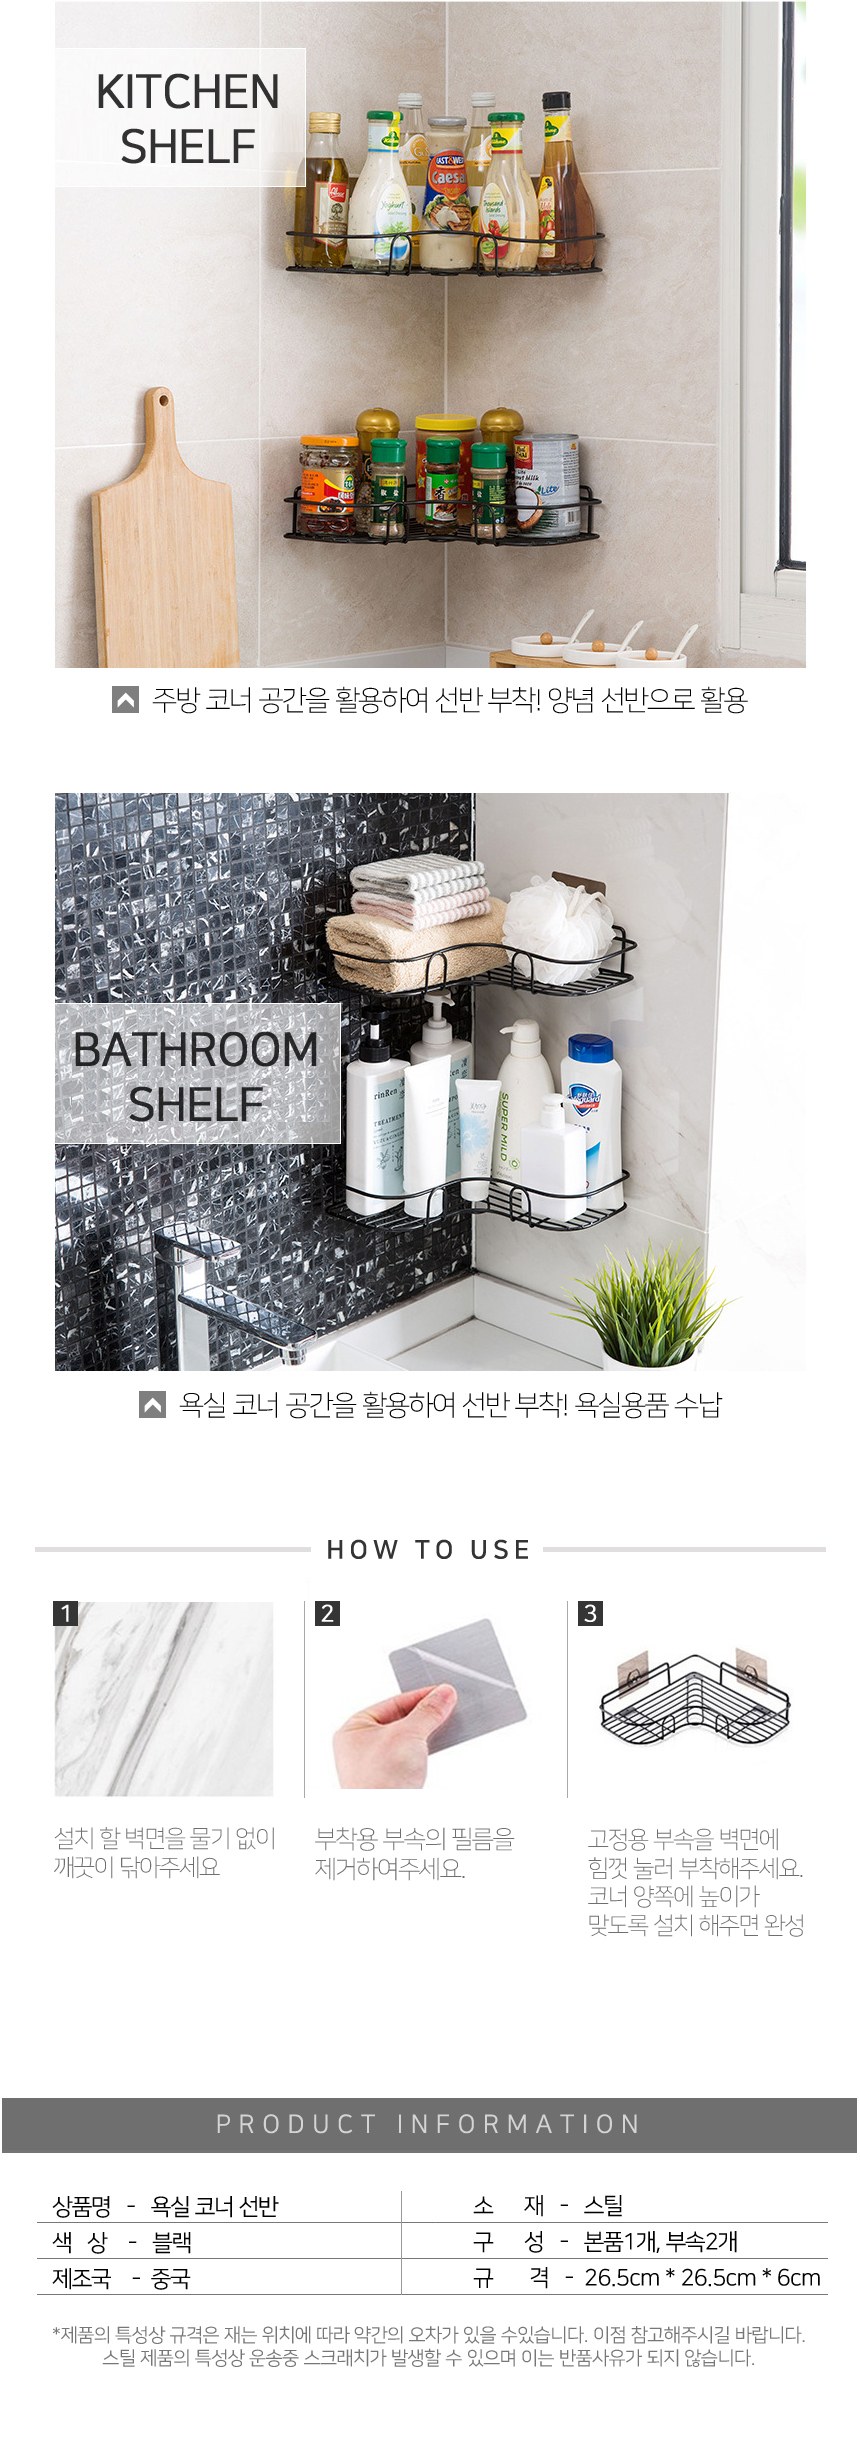 KITCHEN
SHELF
Yoghurt
EAST&WEST
Caesar
Thousand
Islands
Lite
주방 코너 공간을 활용하여 선반 부착! 양념 선반으로 활용
BATHROOM
SHELF
rinRen
TREATMENT
SUPER MILD
욕실 코너 공간을 활용하여 선반 부착! 욕실용품 수납
HOW TO USE
1
2
3
설치 할 벽면을 물기 없이
깨끗이 닦아주세요
부착용 부속의 필름을
제거하여주세요.
고정용 부속을 벽면에
힘껏 눌러 부착해주세요.
코너 양쪽에 높이가
맞도록 설치 해주면 완성
PRODUCT INFORMATION
상품명 - 욕실 코너 선반
소 재 - 스틸
색 상 - 블랙
구 성 - 본품1개, 부속2개
제조국 - 중국
규 격 - 26.5cm * 26.5cm * 6cm
*제품의 특성상 규격은 재는 위치에 따라 약간의 오차가 있을 수있습니다. 이점 참고해주시길 바랍니다.
스틸 제품의 특성상 운송중 스크래치가 발생할 수 있으며 이는 반품사유가 되지 않습니다.